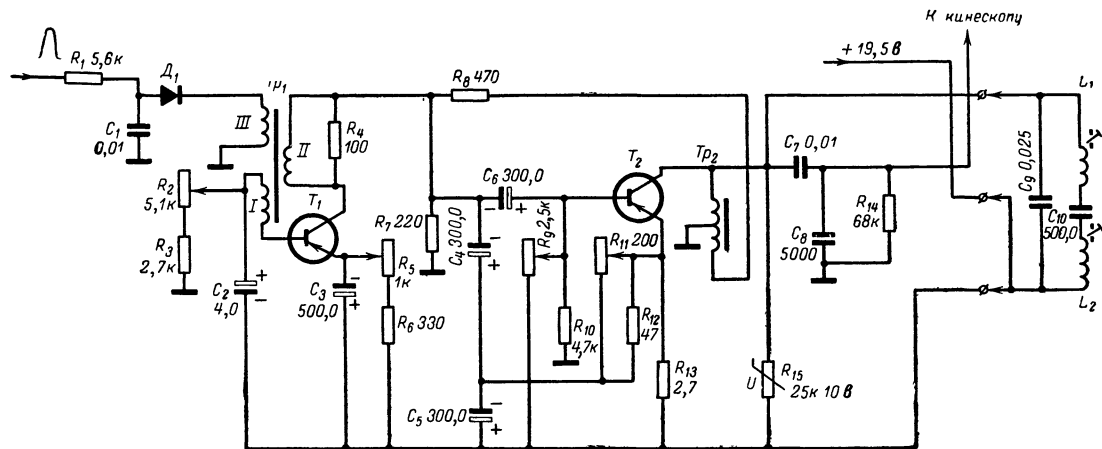 К кинескопу
+ 19,5 в
R₁ 5,6к
Д₁
Тр₁
R₈ 470
L₁
C₁
0,01
III
II
R₄
100
C₇ 0,01
C₉ 0,025
T₂
Тр₂
R₂
5,1к
I
T₁
C₆ 300,0
R₁₄
68к
C₁₀
500,0
R₇ 220
C₄ 300,0
R₉ 2,5к
R₁₁ 200
C₈
5000
R₃
2,7к
R₅
1к
C₂
4,0
C₃
500,0
L₂
R₆ 330
R₁₀
4,7к
R₁₂
47
R₁₃
2,7
U
R₁₅
25к 10 в
C₅ 300,0